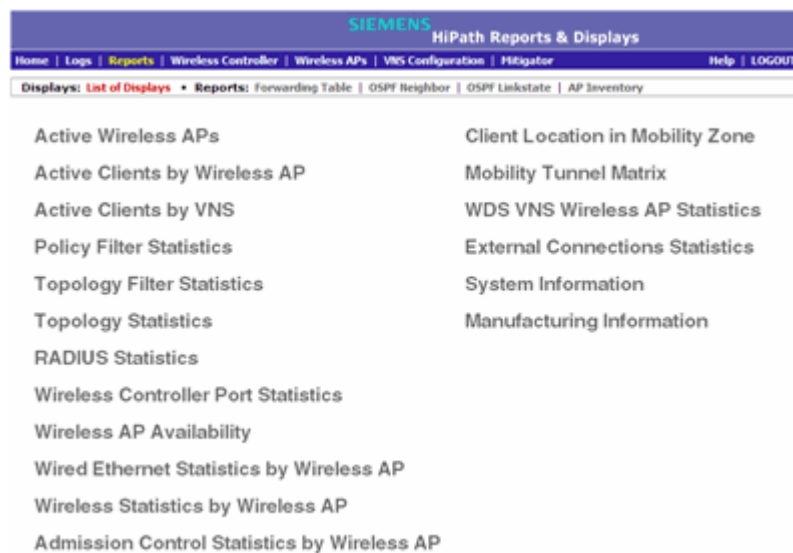 SIEMENS
HiPath Reports & Displays
Home | Logs | Reports | Wireless Controller | Wireless APs | VNS Configuration | Mitigator Help | LOGOUT
Displays: List of Displays • Reports: Forwarding Table | OSPF Neighbor | OSPF Linkstate | AP Inventory
Active Wireless APs
Active Clients by Wireless AP
Active Clients by VNS
Policy Filter Statistics
Topology Filter Statistics
Topology Statistics
RADIUS Statistics
Wireless Controller Port Statistics
Wireless AP Availability
Wired Ethernet Statistics by Wireless AP
Wireless Statistics by Wireless AP
Admission Control Statistics by Wireless AP
Client Location in Mobility Zone
Mobility Tunnel Matrix
WDS VNS Wireless AP Statistics
External Connections Statistics
System Information
Manufacturing Information